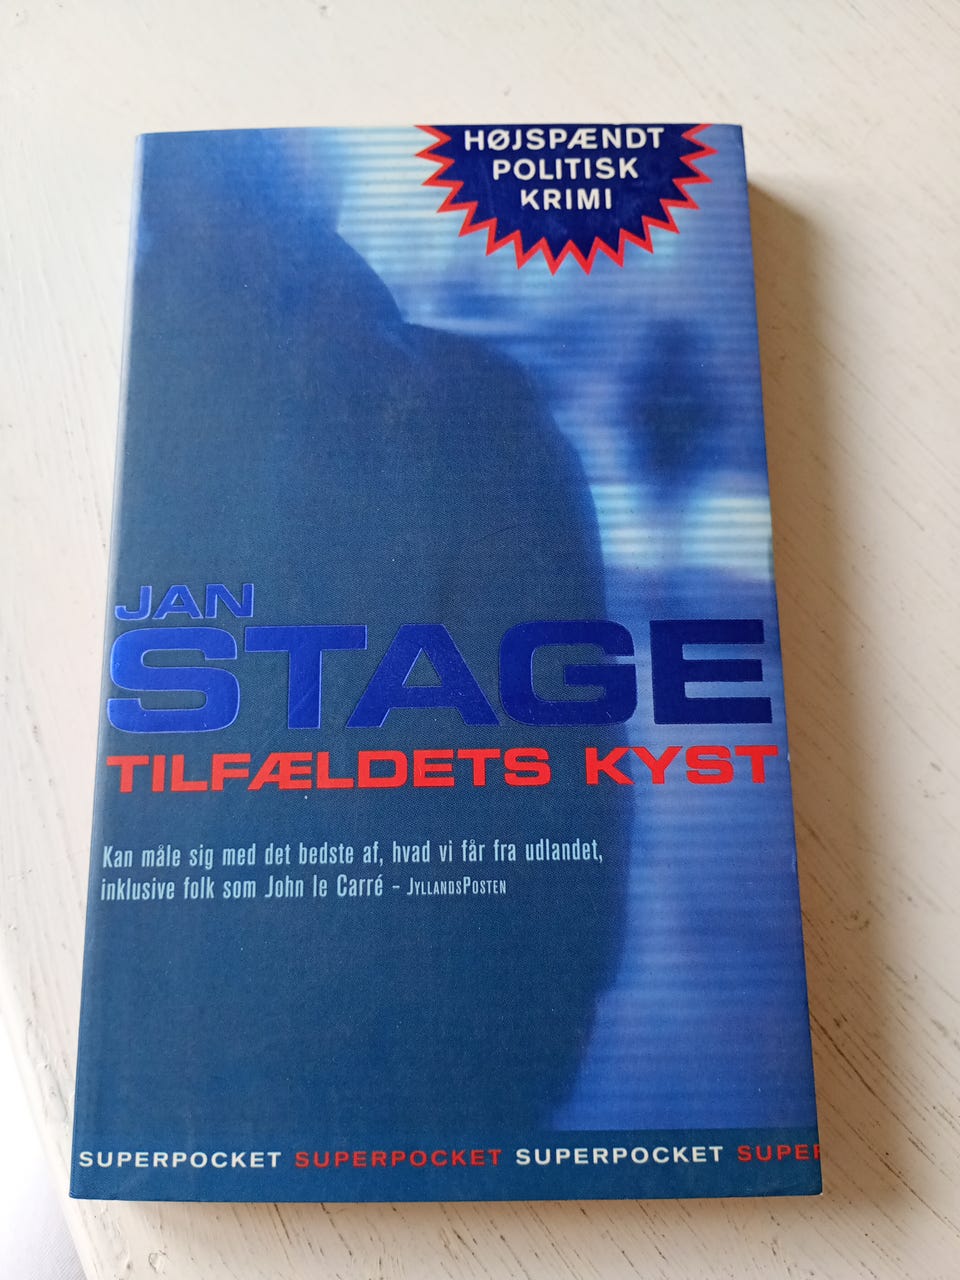 HØJSPÆNDT
POLITISK
KRIMI
JAN
STAGE
TILFÆLDETS KYST
Kan måle sig med det bedste af, hvad vi får fra udlandet,
inklusive folk som John le Carré – JYLLANDSPOSTEN
SUPERPOCKET SUPERPOCKET SUPERPOCKET SUPER